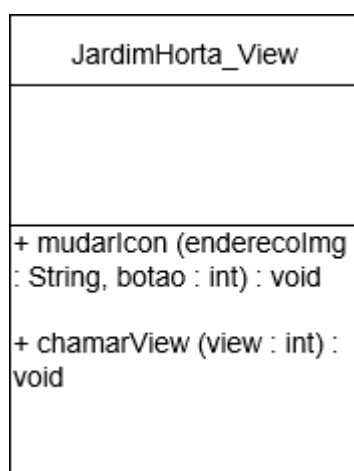 JardimHorta_View
+ mudarIcon (enderecoImg
: String, botao : int) : void
+ chamarView (view : int) :
void